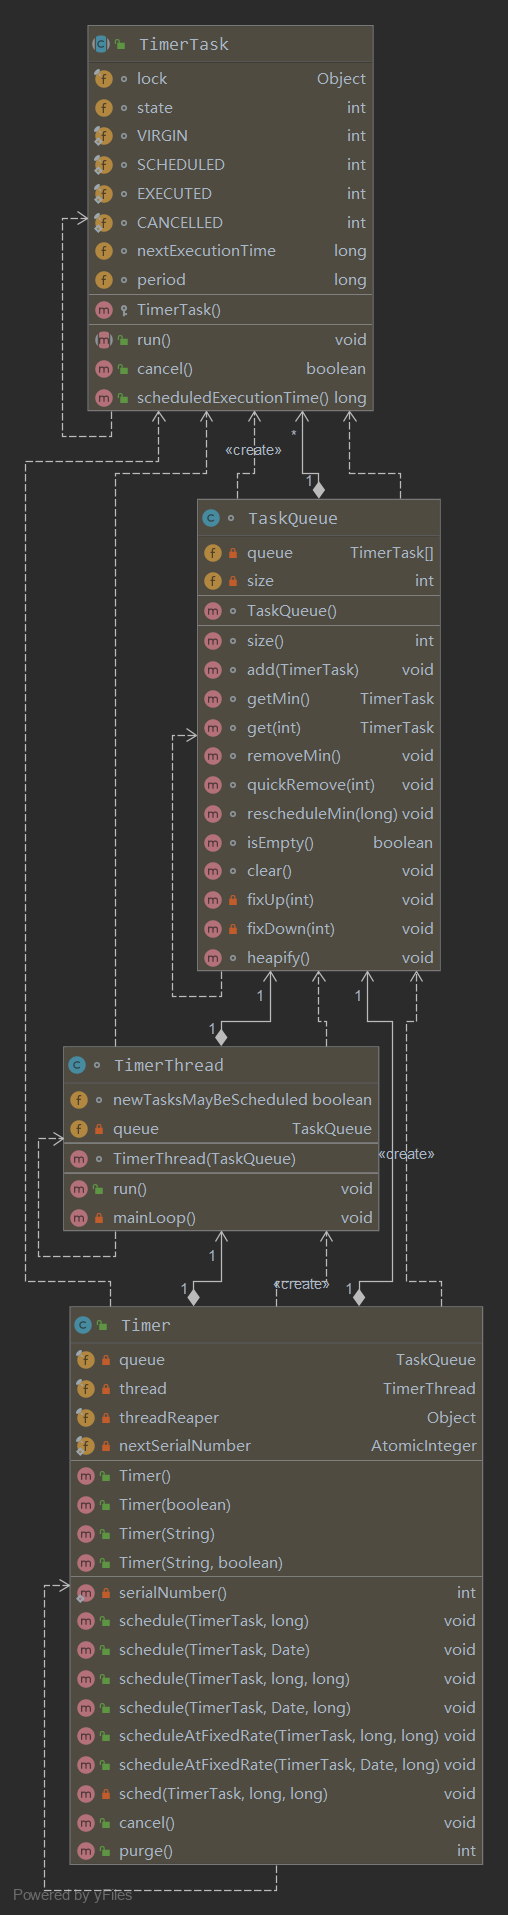 TimerTask
lock Object
state int
VIRGIN int
SCHEDULED int
EXECUTED int
CANCELLED int
nextExecutionTime long
period long
TimerTask()
run() void
cancel() boolean
scheduledExecutionTime() long
*
«create»
1
TaskQueue
queue TimerTask[]
size int
TaskQueue()
size() int
add(TimerTask) void
getMin() TimerTask
get(int) TimerTask
removeMin() void
quickRemove(int) void
rescheduleMin(long) void
isEmpty() boolean
clear() void
fixUp(int) void
fixDown(int) void
heapify() void
1 1
1
TimerThread
newTasksMayBeScheduled boolean
queue TaskQueue
«create»
TimerThread(TaskQueue)
run() void
mainLoop() void
1
1 «create» 1
Timer
queue TaskQueue
thread TimerThread
threadReaper Object
nextSerialNumber AtomicInteger
Timer()
Timer(boolean)
Timer(String)
Timer(String, boolean)
serialNumber() int
schedule(TimerTask, long) void
schedule(TimerTask, Date) void
schedule(TimerTask, long, long) void
schedule(TimerTask, Date, long) void
scheduleAtFixedRate(TimerTask, long, long) void
scheduleAtFixedRate(TimerTask, Date, long) void
sched(TimerTask, long, long) void
cancel() void
purge() int
Powered by yFiles